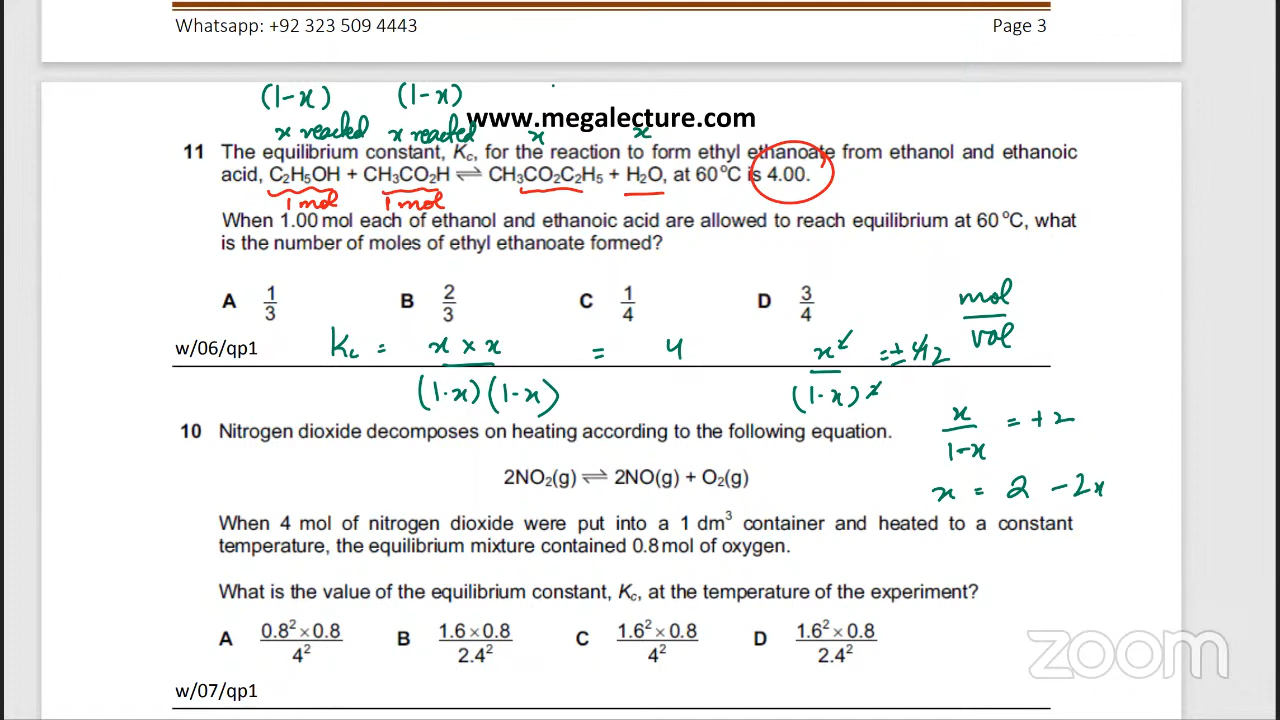 Whatsapp: +92 323 509 4443 Page 3
(1-x) (1-x)
www.megalecture.com
x reacted x reacted x x
11 The equilibrium constant, Kc, for the reaction to form ethyl ethanoate from ethanol and ethanoic
acid, C₂H₅OH + CH₃CO₂H ⇌ CH₃CO₂C₂H₅ + H₂O, at 60 °C is 4.00.
1 mol 1 mol
When 1.00 mol each of ethanol and ethanoic acid are allowed to reach equilibrium at 60 °C, what
is the number of moles of ethyl ethanoate formed?
A 1/3 B 2/3 C 1/4 D 3/4
mol/vol
w/06/qp1
Kc = x × x / (1-x)(1-x) = 4
x²/(1-x)² = ± 4/2
x/1-x = +2
x = 2 - 2x
10 Nitrogen dioxide decomposes on heating according to the following equation.
2NO₂(g) ⇌ 2NO(g) + O₂(g)
When 4 mol of nitrogen dioxide were put into a 1 dm³ container and heated to a constant
temperature, the equilibrium mixture contained 0.8 mol of oxygen.
What is the value of the equilibrium constant, Kc, at the temperature of the experiment?
A 0.8² × 0.8 / 4² B 1.6 × 0.8 / 2.4² C 1.6² × 0.8 / 4² D 1.6² × 0.8 / 2.4²
zoom
w/07/qp1